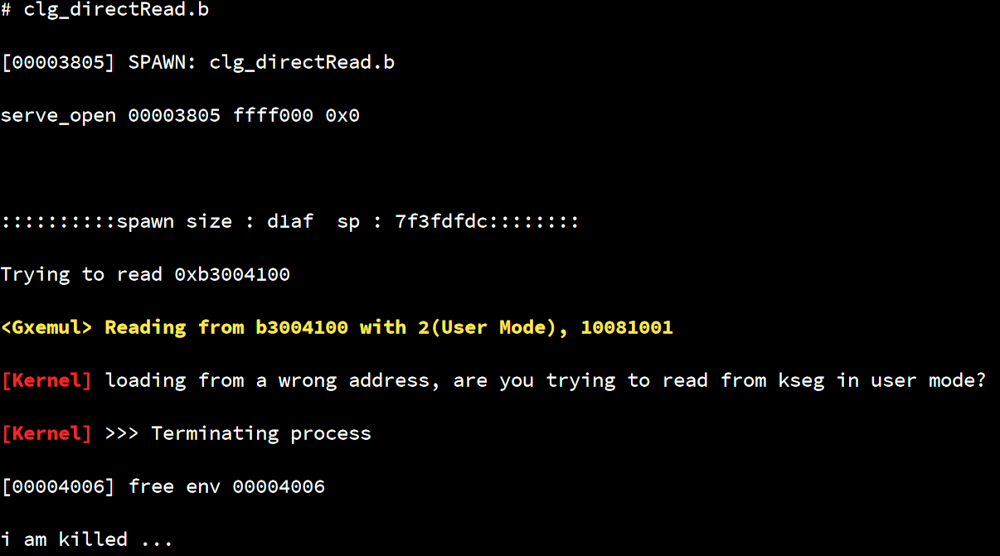 # clg_directRead.b
[00003805] SPAWN: clg_directRead.b
serve_open 00003805 ffff000 0x0
::::::::::spawn size : d1af  sp : 7f3fdfdc::::::::
Trying to read 0xb3004100
<Gxemul> Reading from b3004100 with 2(User Mode), 10081001
[Kernel] loading from a wrong address, are you trying to read from kseg in user mode?
[Kernel] >>> Terminating process
[00004006] free env 00004006
i am killed ...